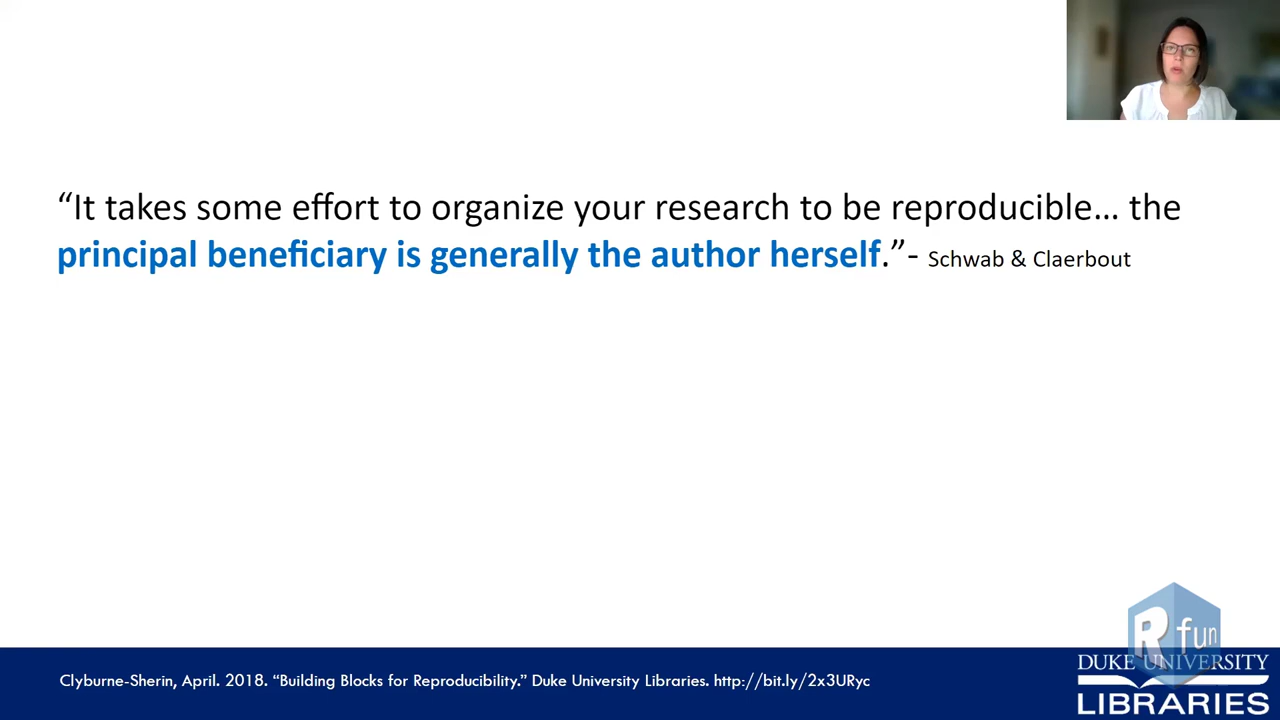 “It takes some effort to organize your research to be reproducible… the
principal beneficiary is generally the author herself.”- Schwab & Claerbout
R fun
Clyburne-Sherin, April. 2018. “Building Blocks for Reproducibility.” Duke University Libraries. http://bit.ly/2x3URyc
DUKE UNIVERSITY
LIBRARIES